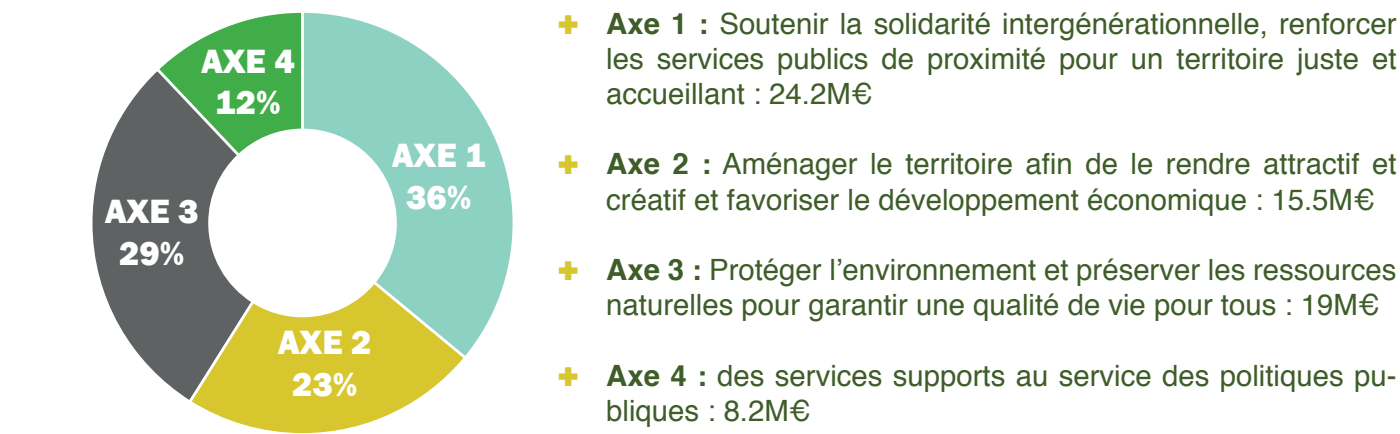 AXE 4
12%
AXE 1
36%
AXE 3
29%
AXE 2
23%
Axe 1 : Soutenir la solidarité intergénérationnelle, renforcer
les services publics de proximité pour un territoire juste et
accueillant : 24.2M€
Axe 2 : Aménager le territoire afin de le rendre attractif et
créatif et favoriser le développement économique : 15.5M€
Axe 3 : Protéger l’environnement et préserver les ressources
naturelles pour garantir une qualité de vie pour tous : 19M€
Axe 4 : des services supports au service des politiques pu-
bliques : 8.2M€